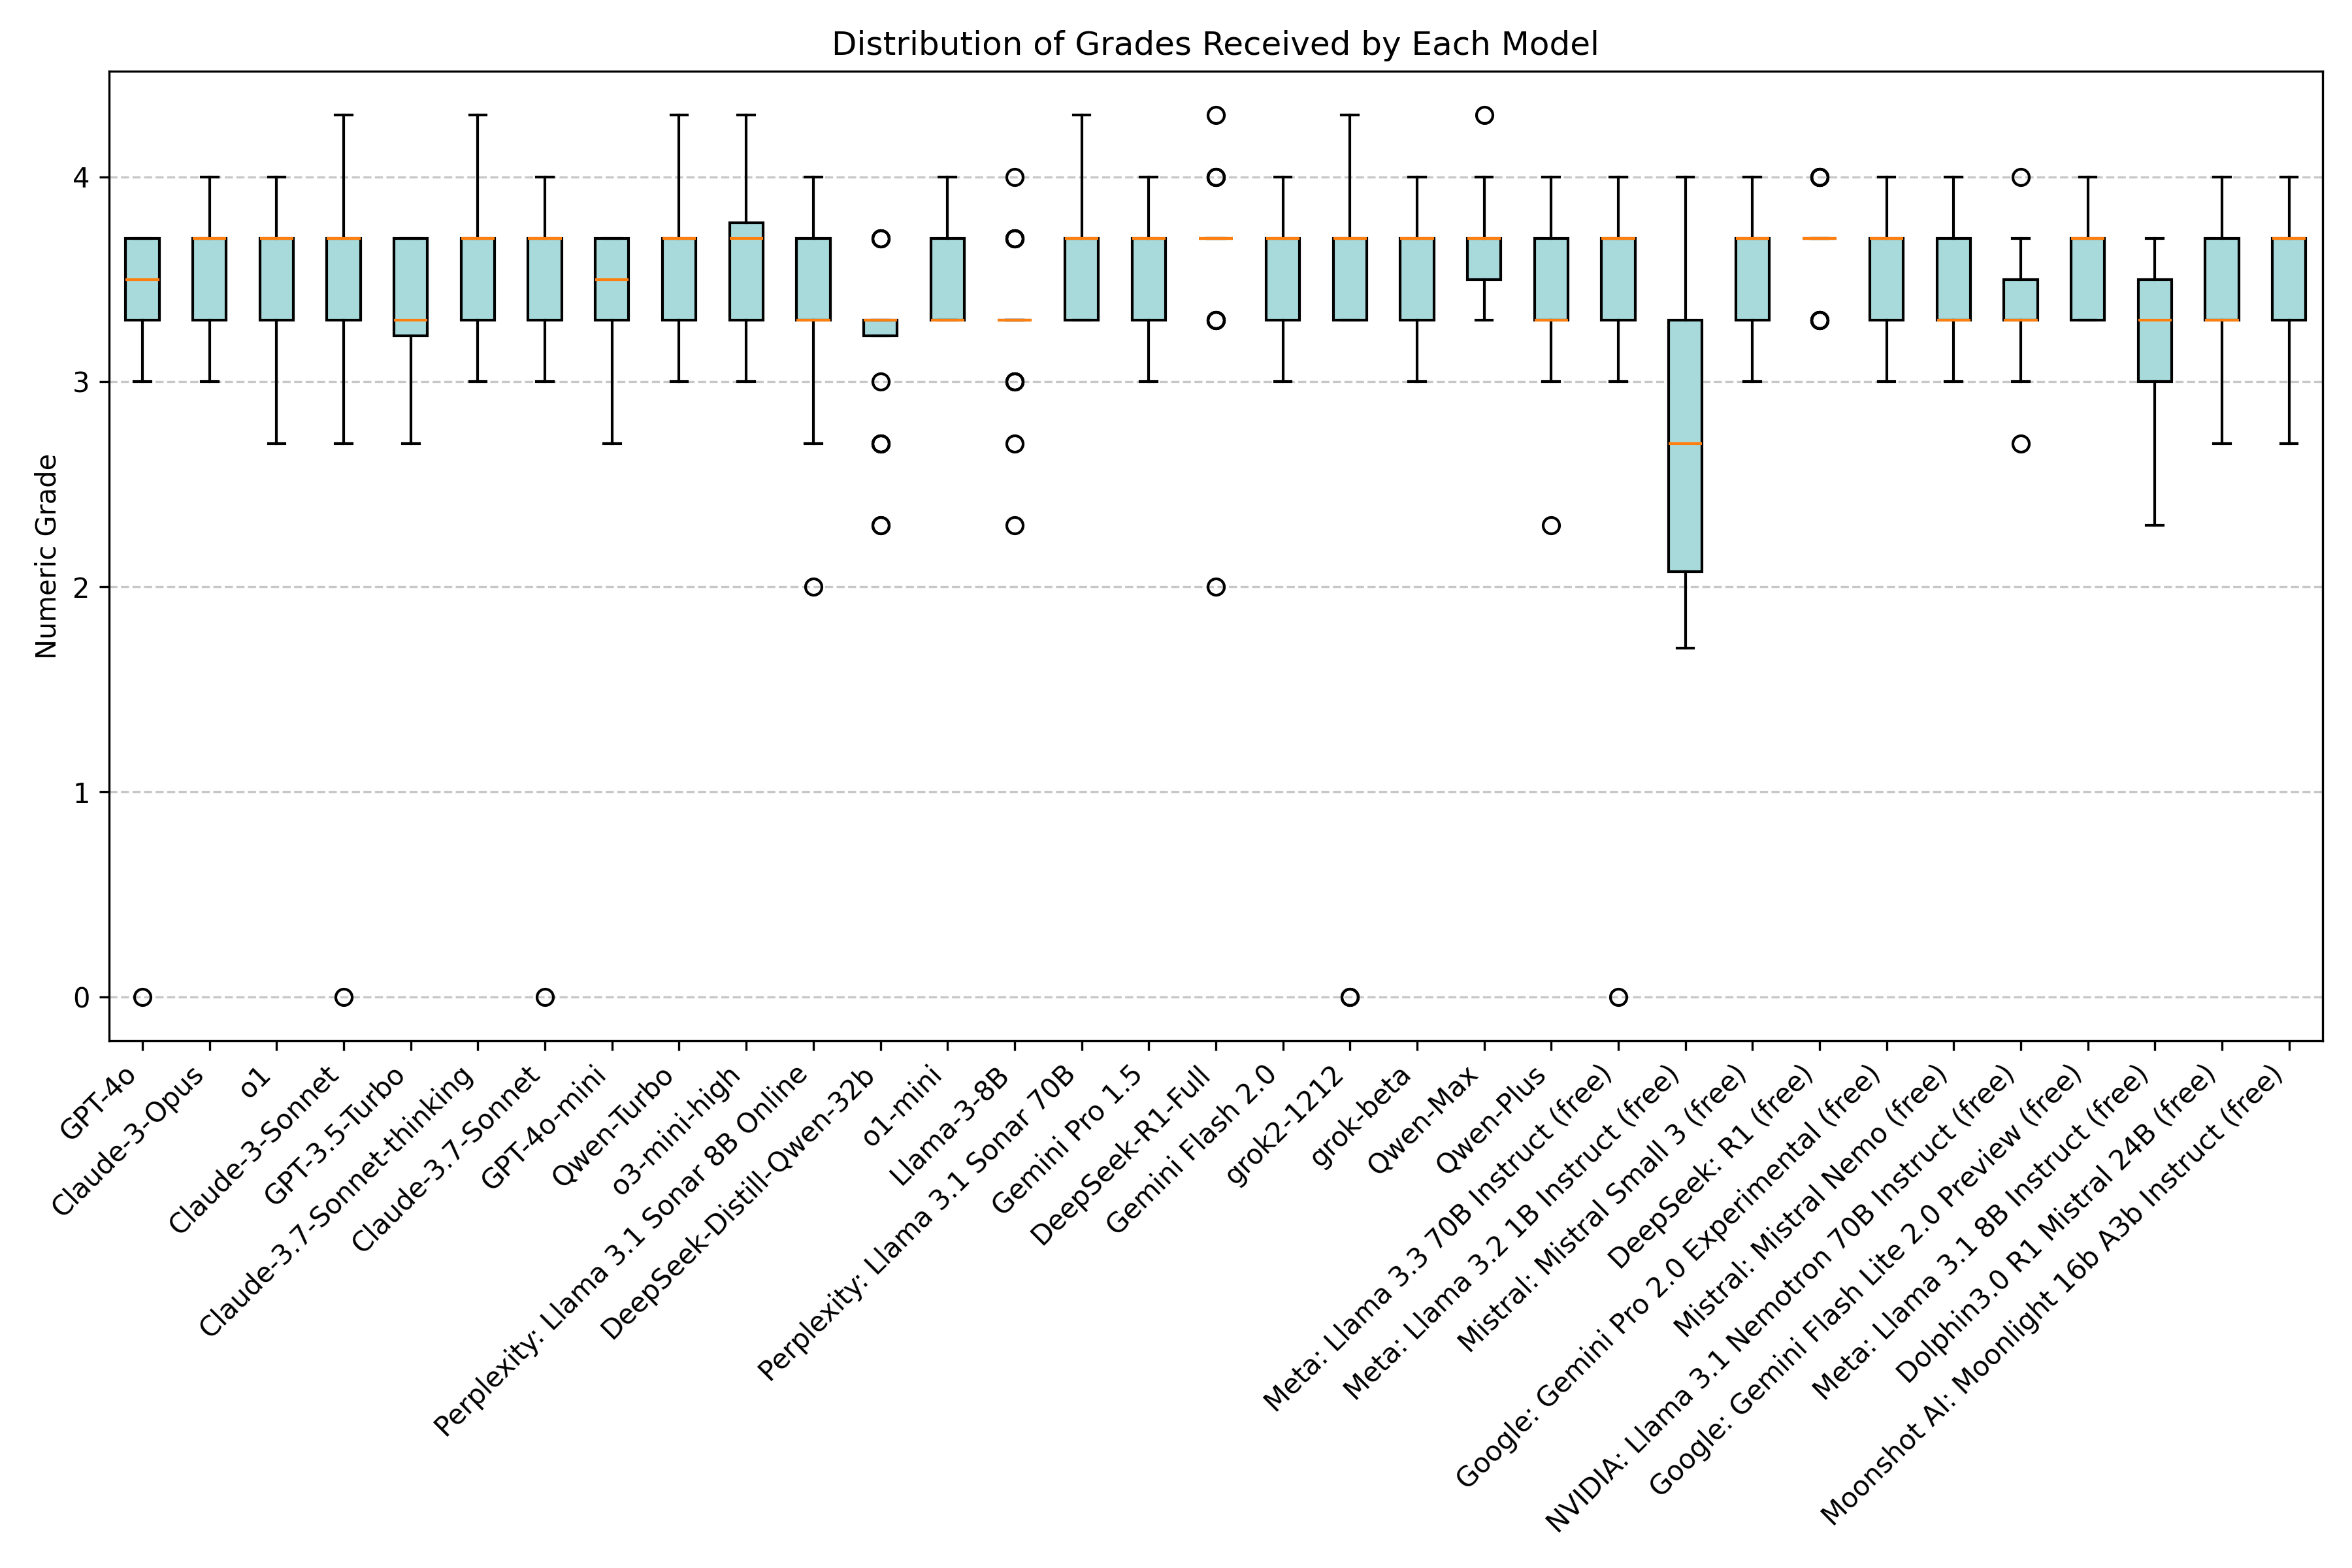 Distribution of Grades Received by Each Model
Numeric Grade
4
3
2
1
0
GPT-4o
Claude-3-Opus
o1
Claude-3-Sonnet
GPT-3.5-Turbo
Claude-3.7-Sonnet-thinking
Claude-3.7-Sonnet
GPT-4o-mini
Qwen-Turbo
o3-mini-high
Perplexity: Llama 3.1 Sonar 8B Online
DeepSeek-Distill-Qwen-32b
o1-mini
Llama-3-8B
Perplexity: Llama 3.1 Sonar 70B
Gemini Pro 1.5
DeepSeek-R1-Full
Gemini Flash 2.0
grok2-1212
grok-beta
Qwen-Max
Qwen-Plus
Meta: Llama 3.3 70B Instruct (free)
Meta: Llama 3.2 1B Instruct (free)
Mistral: Mistral Small 3 (free)
DeepSeek: R1 (free)
Google: Gemini Pro 2.0 Experimental (free)
Mistral: Mistral Nemo (free)
NVIDIA: Llama 3.1 Nemotron 70B Instruct (free)
Google: Gemini Flash Lite 2.0 Preview (free)
Meta: Llama 3.1 8B Instruct (free)
Dolphin3.0 R1 Mistral 24B (free)
Moonshot AI: Moonlight 16b A3b Instruct (free)